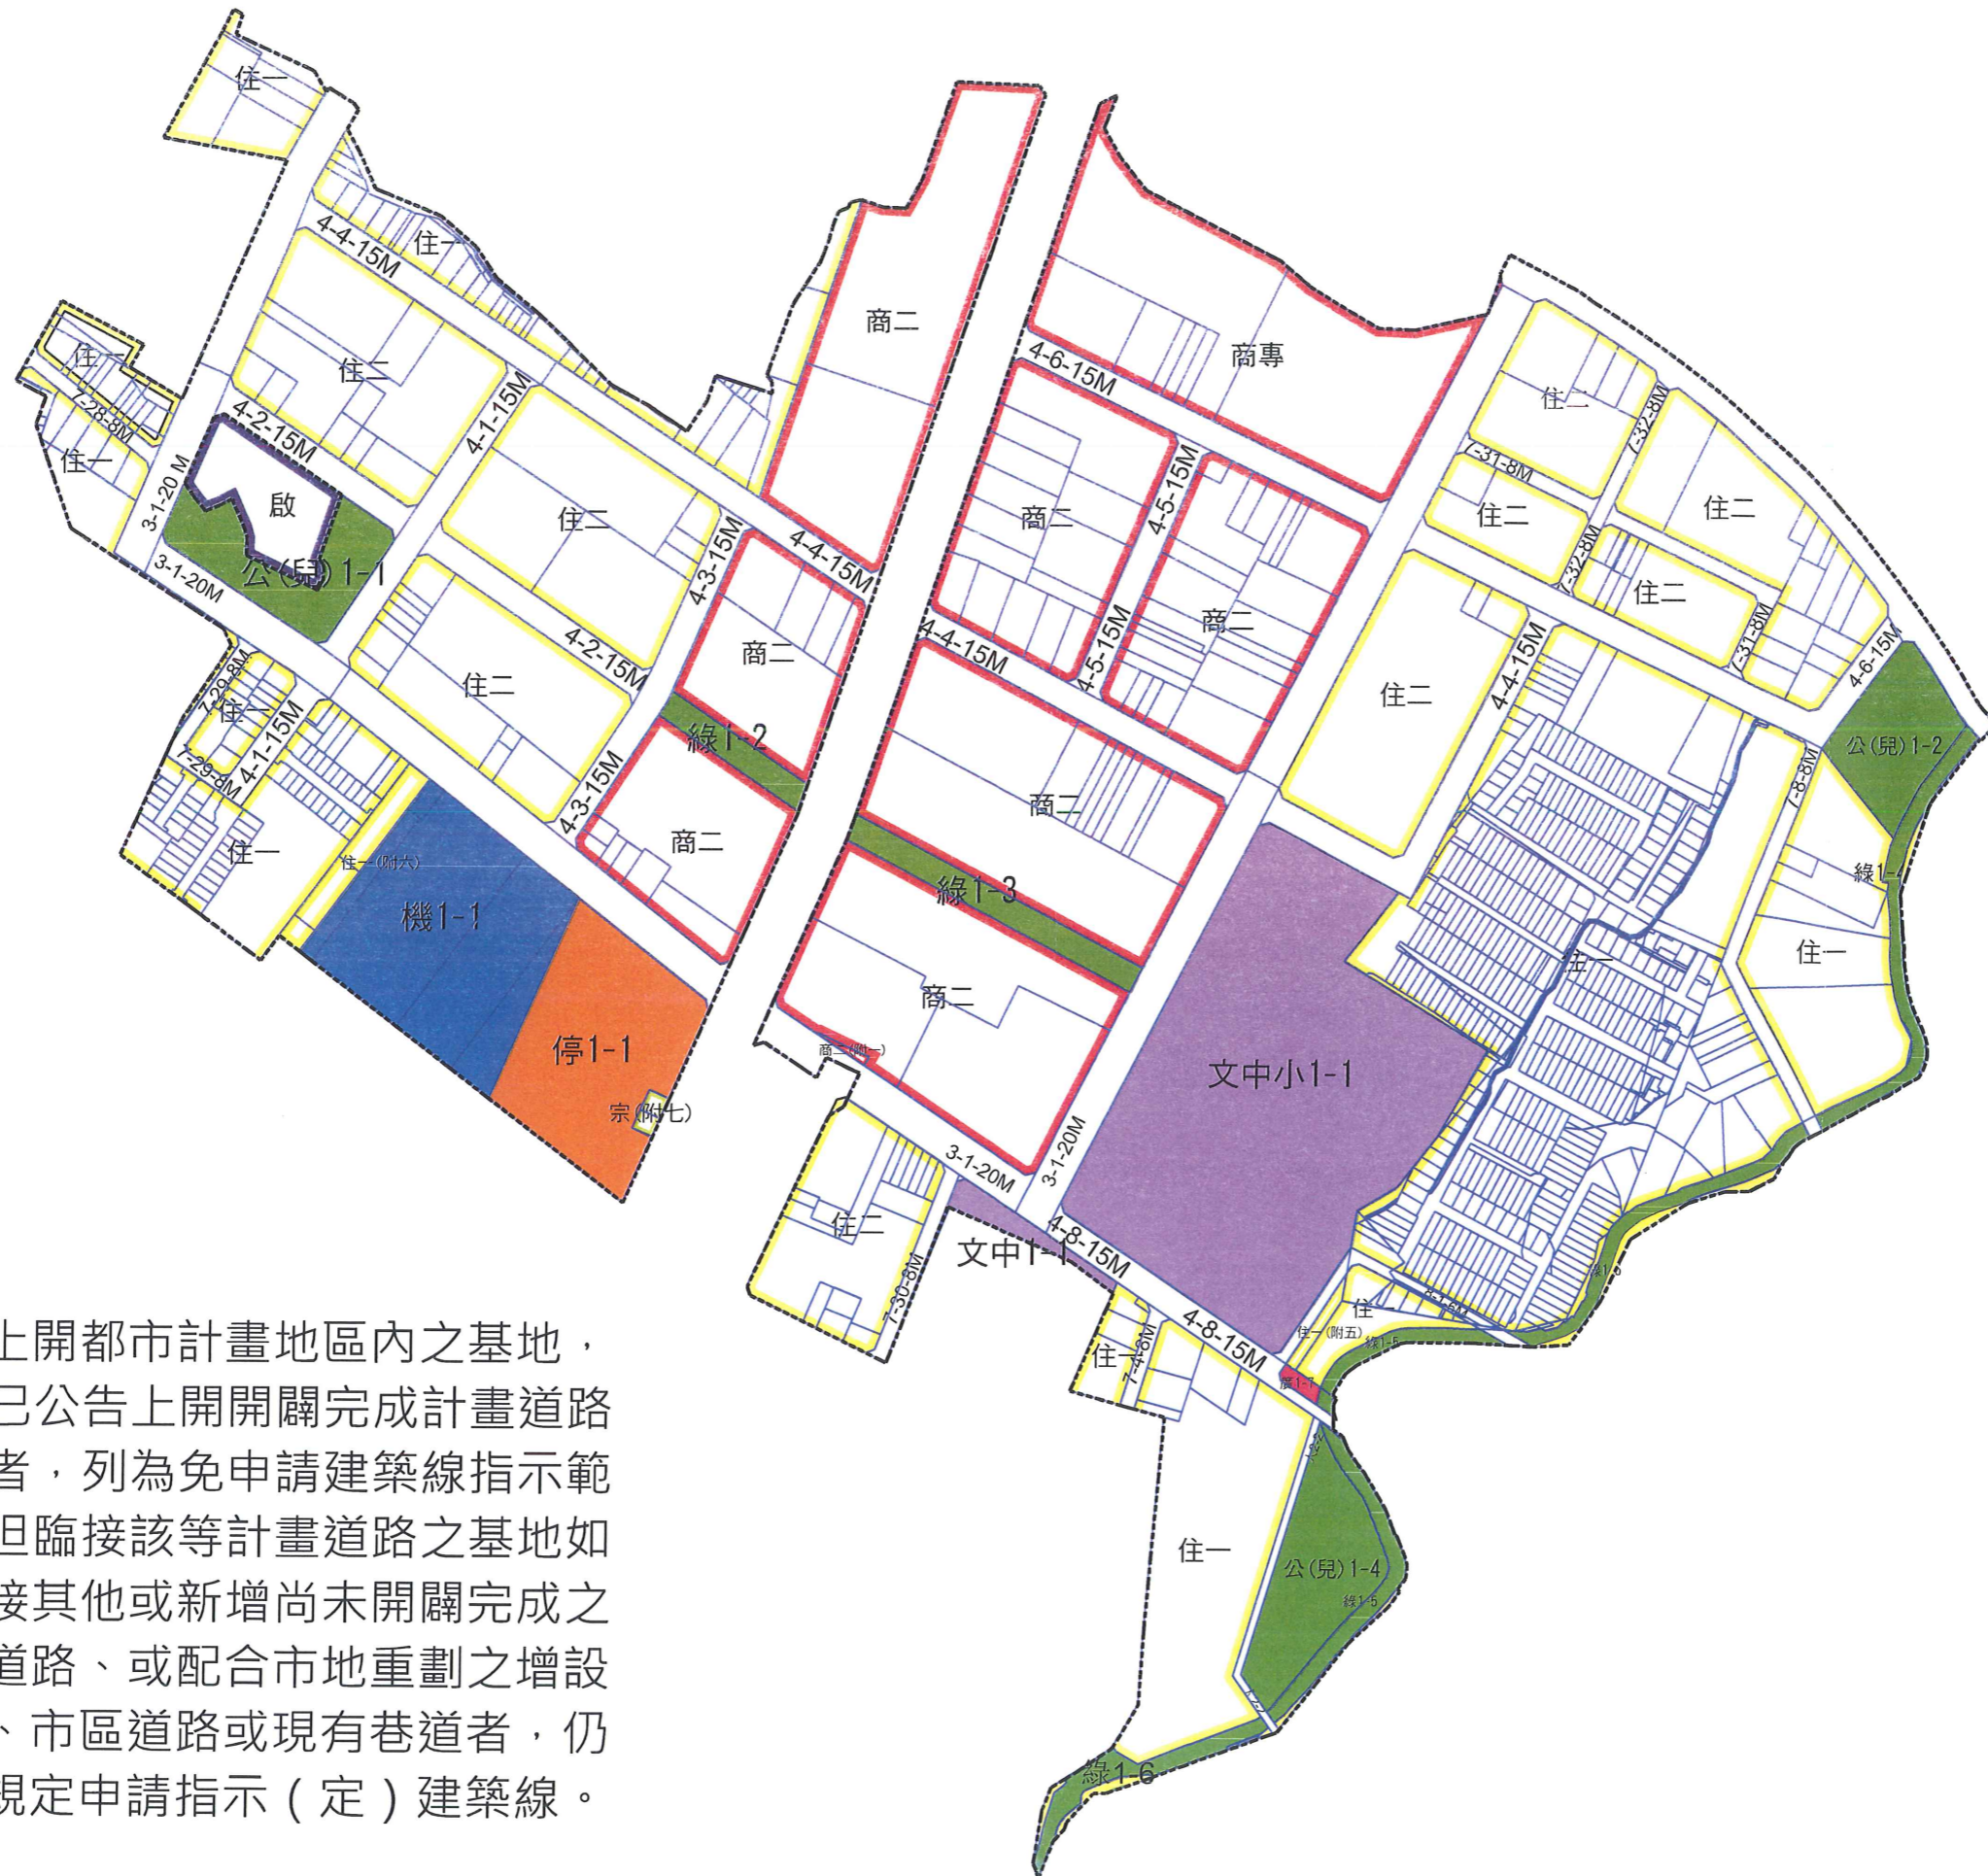 住一
住一
4-4-15M
商二
商專
4-6-15M
住一
7-28-8M
住一
住二
4-2-15M
4-1-15M
3-1-20 M
啟
公(兒)1-1
3-1-20M
住二
4-3-15M
4-4-15M
商二
4-5-15M
商二
4-5-15M
住二
7-32-8M
7-31-8M
住二
住二
7-32-8M
住二
7-31-8M
4-6-15M
公(兒)1-2
住二
4-4-15M
7-8-8M
綠1-4
住一
4-2-15M
住二
商二
綠1-2
4-3-15M
商二
4-4-15M
商二
綠1-3
商二
商二(附一)
7-29-8M
住一
4-1-15M
7-29-8M
住一
住一(附六)
機1-1
停1-1
宗(附七)
文中小1-1
住一
3-1-20M
3-1-20M
住二
7-30-8M
文中1-1
4-8-15M
4-8-15M
住一
7-4-8M
住一
住一(附五)
綠1-5
住一
公(兒)1-4
綠1-5
綠1-6
上開都市計畫地區內之基地，
已公告上開開闢完成計畫道路
者，列為免申請建築線指示範
但臨接該等計畫道路之基地如
接其他或新增尚未開闢完成之
道路、或配合市地重劃之增設
、市區道路或現有巷道者，仍
規定申請指示（定）建築線。